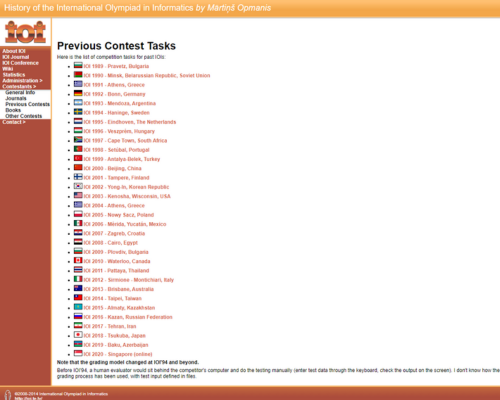 History of the International Olympiad in Informatics by Mārtiņš Opmanis
ioi
About IOI
IOI Journal
IOI Conference
Wiki
Statistics
Administration >
Contestants >
General Info
Journals
Previous Contests
Books
Other Contests
Contact >
Previous Contest Tasks
Here is the list of competition tasks for past IOIs:
IOI 1989 - Pravetz, Bulgaria
IOI 1990 - Minsk, Belarussian Republic, Soviet Union
IOI 1991 - Athens, Greece
IOI 1992 - Bonn, Germany
IOI 1993 - Mendoza, Argentina
IOI 1994 - Haninge, Sweden
IOI 1995 - Eindhoven, The Netherlands
IOI 1996 - Veszprém, Hungary
IOI 1997 - Cape Town, South Africa
IOI 1998 - Setúbal, Portugal
IOI 1999 - Antalya-Belek, Turkey
IOI 2000 - Beijing, China
IOI 2001 - Tampere, Finland
IOI 2002 - Yong-In, Korean Republic
IOI 2003 - Kenosha, Wisconsin, USA
IOI 2004 - Athens, Greece
IOI 2005 - Nowy Sacz, Poland
IOI 2006 - Mérida, Yucatán, Mexico
IOI 2007 - Zagreb, Croatia
IOI 2008 - Cairo, Egypt
IOI 2009 - Plovdiv, Bulgaria
IOI 2010 - Waterloo, Canada
IOI 2011 - Pattaya, Thailand
IOI 2012 - Sirmione - Montichiari, Italy
IOI 2013 - Brisbane, Australia
IOI 2014 - Taipei, Taiwan
IOI 2015 - Almaty, Kazakhstan
IOI 2016 - Kazan, Russian Federation
IOI 2017 - Tehran, Iran
IOI 2018 - Tsukuba, Japan
IOI 2019 - Baku, Azerbaijan
IOI 2020 - Singapore (online)
Note that the grading model changed at IOI'94 and beyond.
Before IOI'94, a human evaluator would sit behind the competitor's computer and do the testing manually (enter test data through the keyboard, check the output on the screen). I don't know how the
grading process has been used, with test input defined in files.
©2008-2014 International Olympiad in Informatics